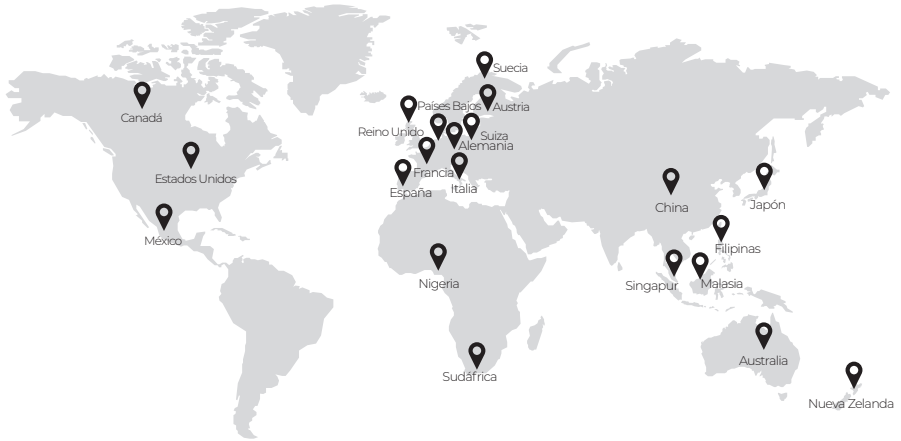 Suecia
Países Bajos
Austria
Canadá
Reino Unido
Suiza
Alemania
Francia
Estados Unidos
España
Italia
China
Japón
México
Filipinas
Nigeria
Singapur
Malasia
Australia
Sudáfrica
Nueva Zelanda